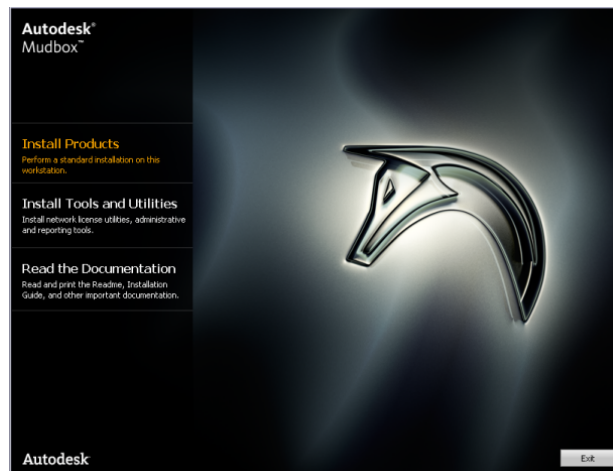 Autodesk®
Mudbox™
Install Products
Perform a standard installation on this
workstation.
Install Tools and Utilities
Install network license utilities, administrative
and reporting tools.
Read the Documentation
Read and print the Readme, Installation
Guide, and other important documentation.
Autodesk
Exit